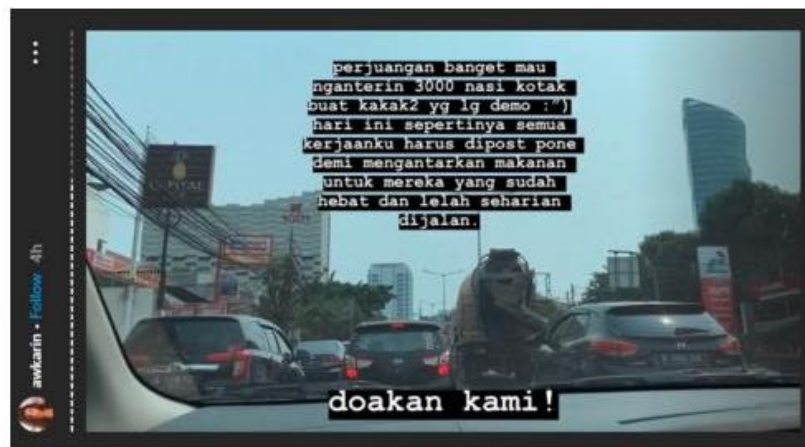 perjuangan banget mau
nganterin 3000 nasi kotak
buat kakak2 yg lg demo :")
hari ini sepertinya semua
kerjaanku harus dipost pone
demi mengantarkan makanan
untuk mereka yang sudah
hebat dan lelah seharian
dijalan.
doakan kami!
awkarin • Follow 4h
CAPITAL